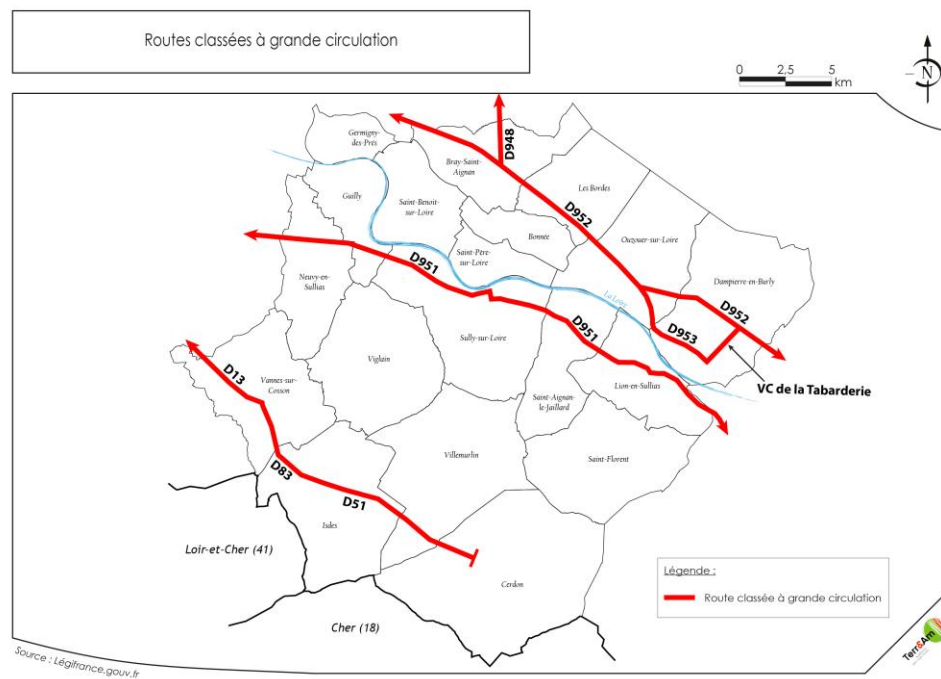 Routes classées à grande circulation
N
0 2,5 5
km
Germigny-
des-Prés
D948
Bray-Saint-
Aignan
Guilly
Saint-Benoit-
sur-Loire
Les Bordes
D952
Bonnée
Ouzouer-sur-Loire
Saint-Père-
sur-Loire
D951
Neuvy-en-
Sullias
Dampierre-en-Burly
La Loire
D952
D951
D953
Sully-sur-Loire
Viglain
VC de la Tabarderie
D13
Vannes-sur-
Cosson
Lion-en-Sullias
Saint-Aignan-
le-Jaillard
Villemurlin
Saint-Florent
D83
D51
Isdes
Loir-et-Cher (41)
Cerdon
Cher (18)
Légende :
Route classée à grande circulation
Source : Légifrance.gouv.fr
Terr&Am